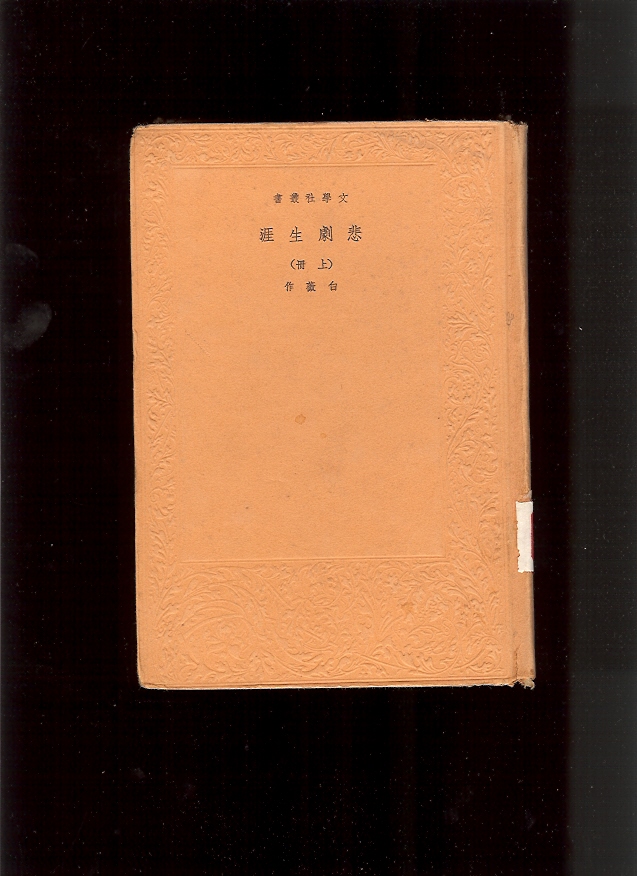 文學社叢書
悲劇生涯
（上冊）
白薇作